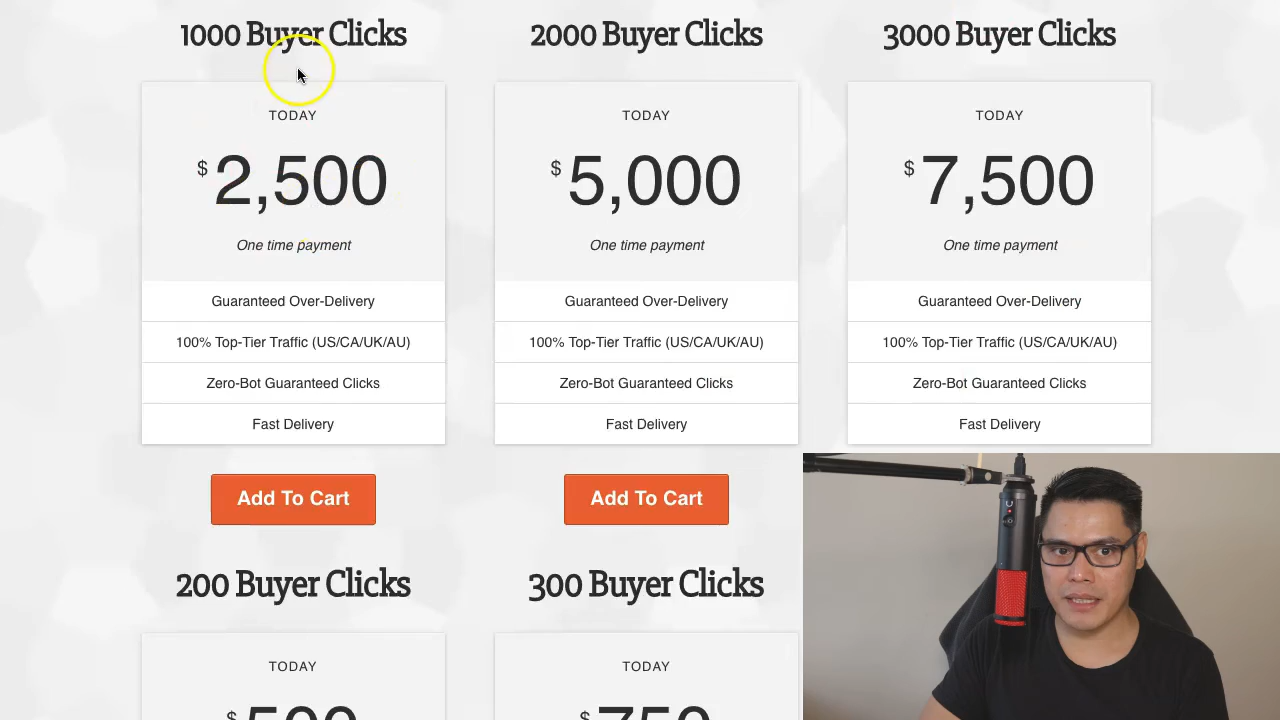 1000 Buyer Clicks
TODAY
$2,500
One time payment
Guaranteed Over-Delivery
100% Top-Tier Traffic (US/CA/UK/AU)
Zero-Bot Guaranteed Clicks
Fast Delivery
Add To Cart
2000 Buyer Clicks
TODAY
$5,000
One time payment
Guaranteed Over-Delivery
100% Top-Tier Traffic (US/CA/UK/AU)
Zero-Bot Guaranteed Clicks
Fast Delivery
Add To Cart
3000 Buyer Clicks
TODAY
$7,500
One time payment
Guaranteed Over-Delivery
100% Top-Tier Traffic (US/CA/UK/AU)
Zero-Bot Guaranteed Clicks
Fast Delivery
200 Buyer Clicks
TODAY
$500
300 Buyer Clicks
TODAY
$750